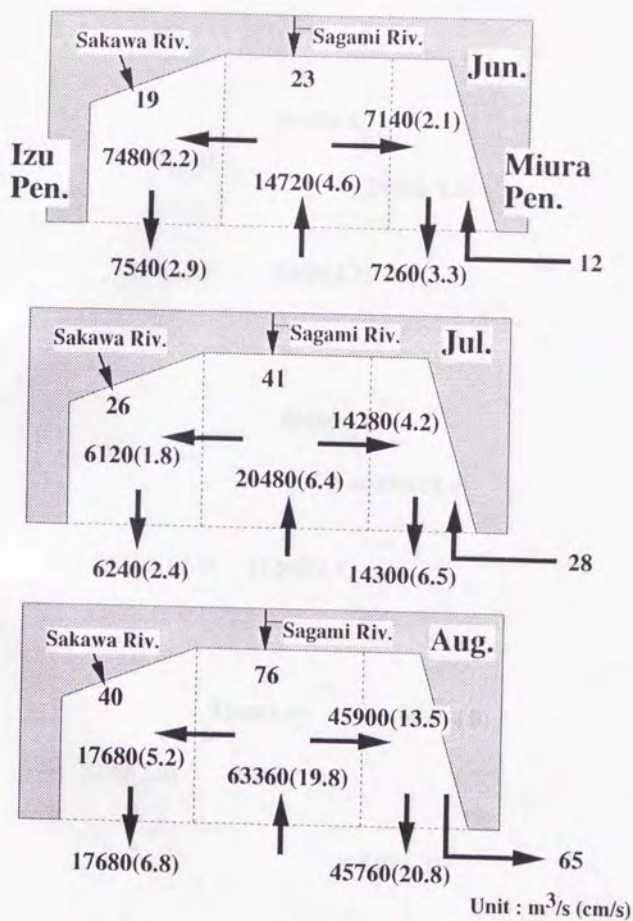 Sakawa Riv.
Sagami Riv.
Jun.
19
23
7140(2.1)
Izu
Pen.
7480(2.2)
14720(4.6)
Miura
Pen.
7540(2.9)
7260(3.3)
12
Sakawa Riv.
Sagami Riv.
Jul.
26
41
14280(4.2)
6120(1.8)
20480(6.4)
6240(2.4)
14300(6.5)
28
Sakawa Riv.
Sagami Riv.
Aug.
40
76
45900(13.5)
17680(5.2)
63360(19.8)
17680(6.8)
45760(20.8)
65
Unit : m³/s (cm/s)